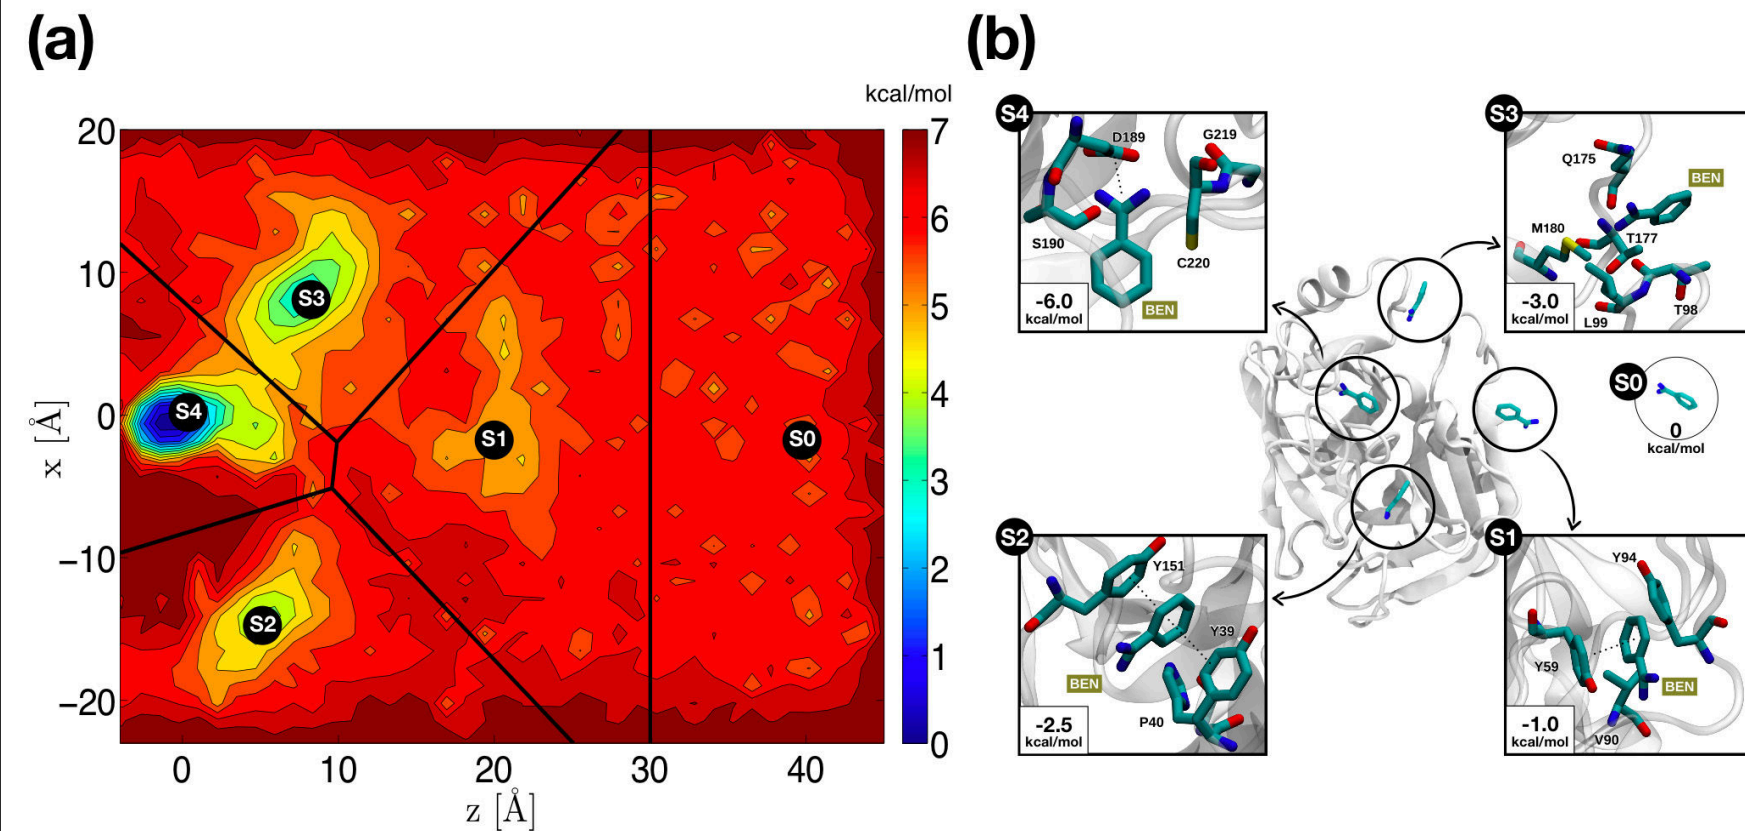 (a)
kcal/mol
20
10
0
−10
−20
x [Å]
0
10
20
30
40
z [Å]
7
6
5
4
3
2
1
0
S3
S4
S1
S0
S2
(b)
S4
D189
G219
S190
C220
BEN
-6.0
kcal/mol
S3
Q175
BEN
M180
T177
L99
T98
-3.0
kcal/mol
S0
0
kcal/mol
S2
Y151
Y39
BEN
P40
-2.5
kcal/mol
S1
Y94
Y59
BEN
V90
-1.0
kcal/mol